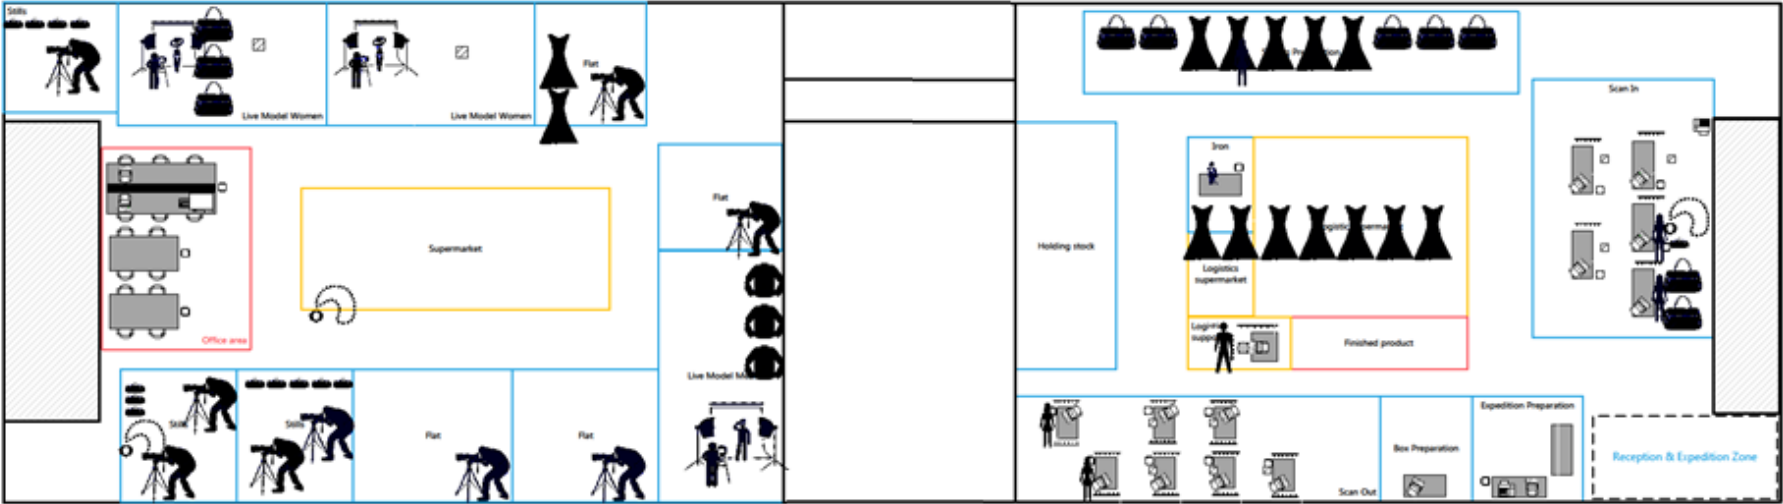 Stills
Live Model Women
Live Model Women
Flat
Scan In
Iron
Flat
Supermarket
Holding stock
Logistics
supermarket
Office area
Finished product
Live Model
Stills
Stills
Flat
Flat
Expedition Preparation
Box Preparation
Scan Out
Reception & Expedition Zone